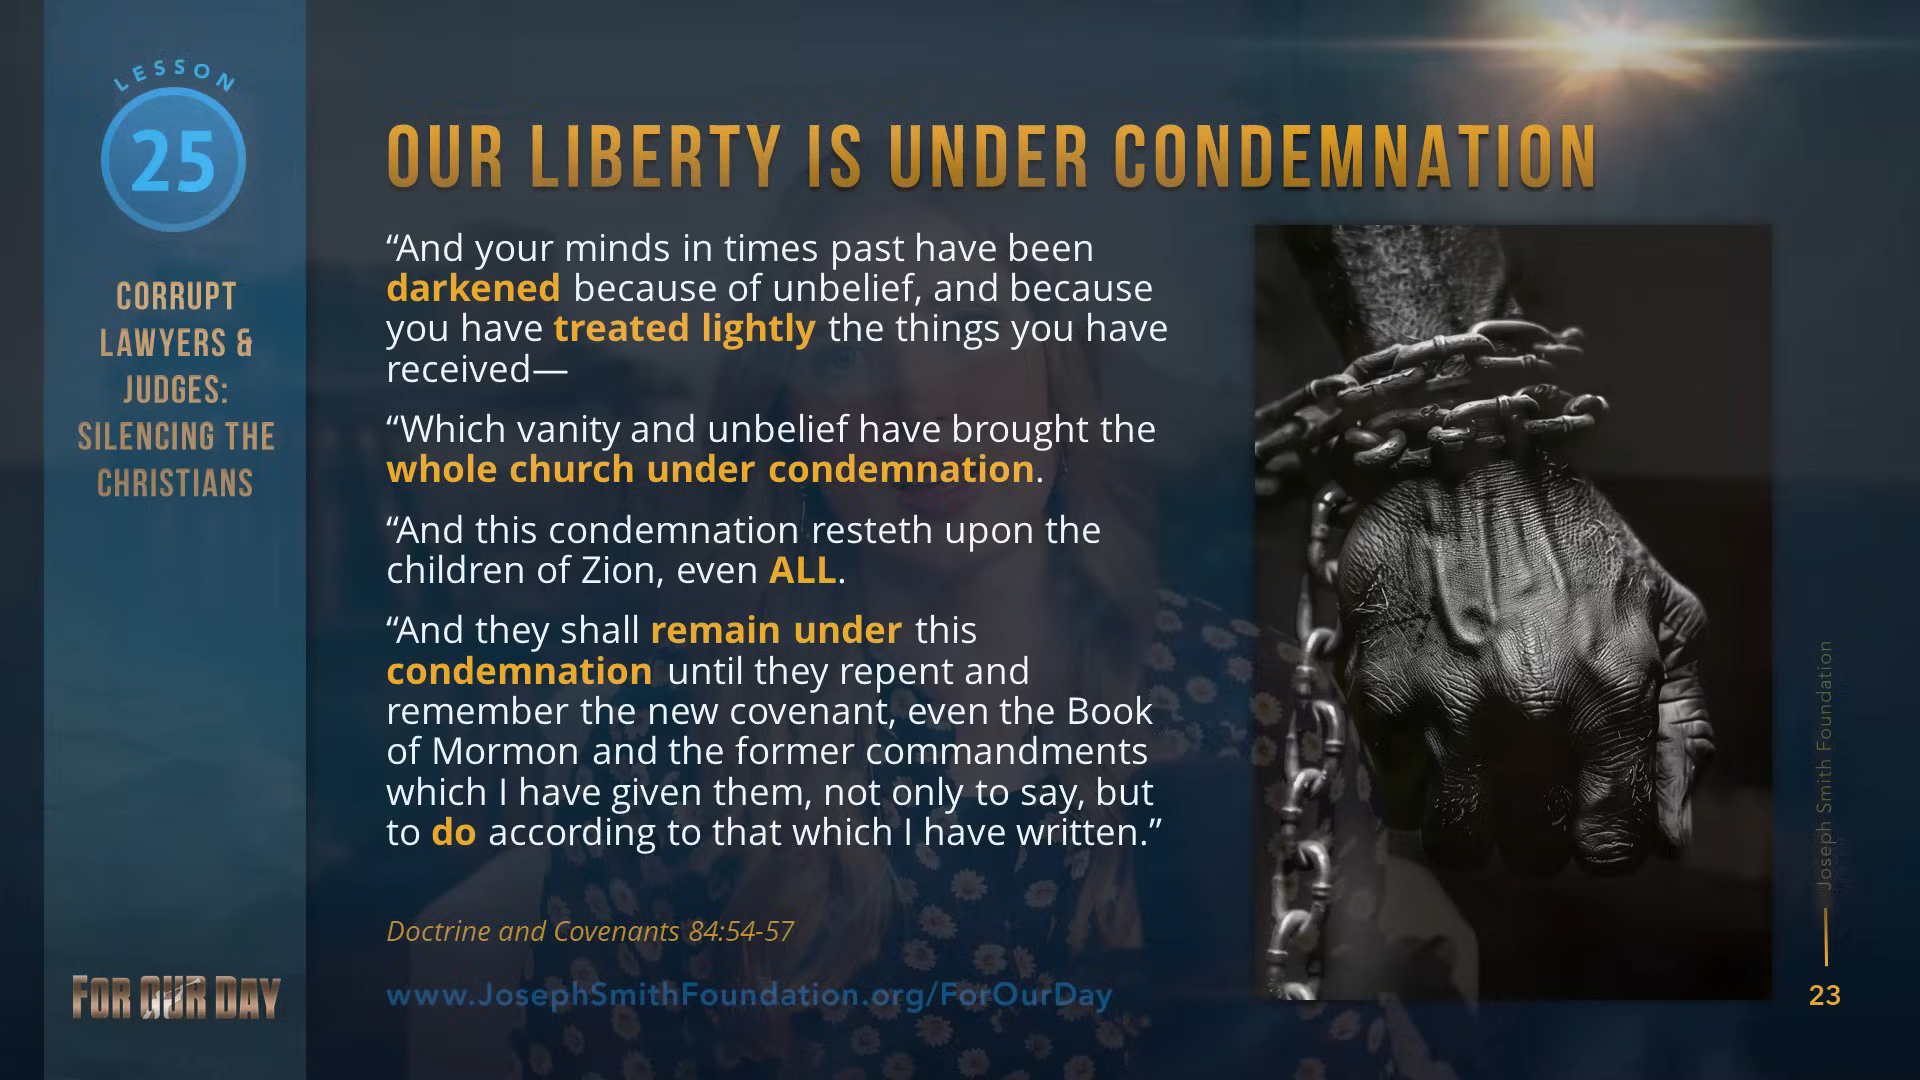 LESSON
25
CORRUPT
LAWYERS &
JUDGES:
SILENCING THE
CHRISTIANS
FOR OUR DAY
OUR LIBERTY IS UNDER CONDEMNATION
“And your minds in times past have been
darkened because of unbelief, and because
you have treated lightly the things you have
received—
“Which vanity and unbelief have brought the
whole church under condemnation.
“And this condemnation resteth upon the
children of Zion, even ALL.
“And they shall remain under this
condemnation until they repent and
remember the new covenant, even the Book
of Mormon and the former commandments
which I have given them, not only to say, but
to do according to that which I have written.”
Doctrine and Covenants 84:54-57
www.JosephSmithFoundation.org/ForOurDay
Joseph Smith Foundation
23